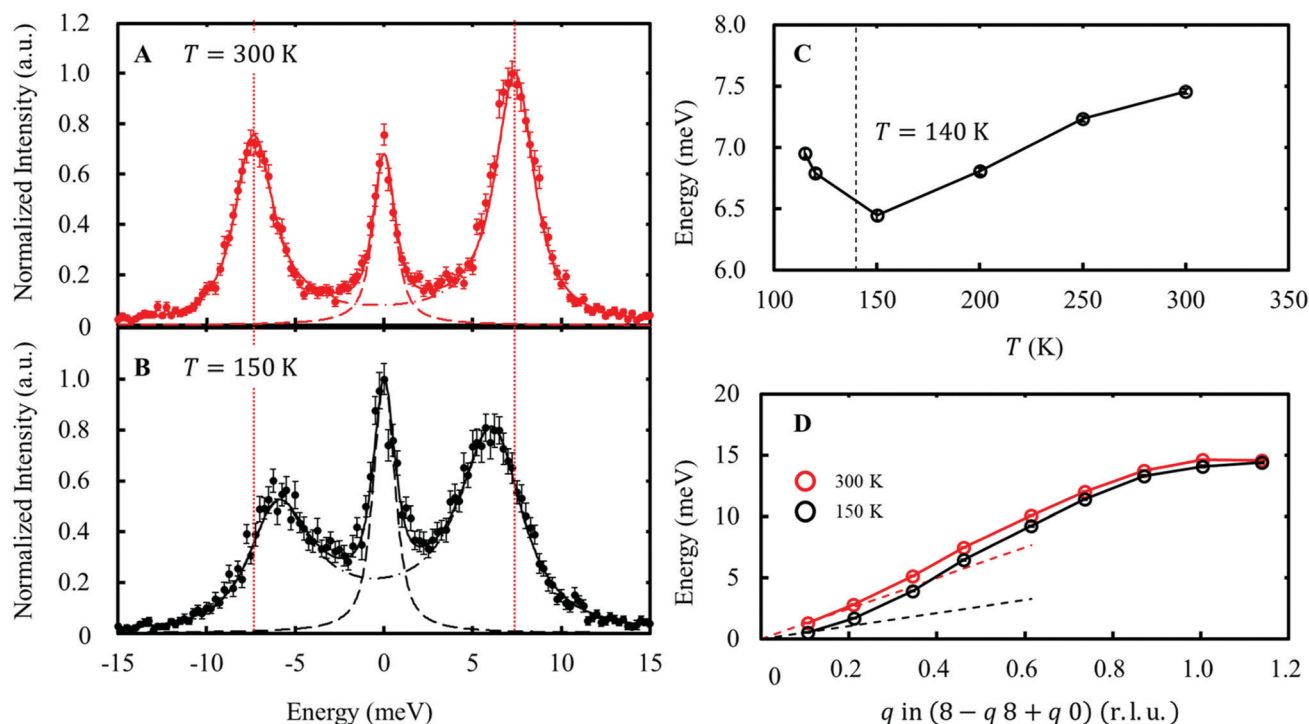 A T = 300 K
Normalized Intensity (a.u.)
1.2
1.0
0.8
0.6
0.4
0.2
0
B T = 150 K
Normalized Intensity (a.u.)
1.0
0.8
0.6
0.4
0.2
0
-15 -10 -5 0 5 10 15
Energy (meV)
C
T = 140 K
Energy (meV)
8.0
7.5
7.0
6.5
6.0
100 150 200 250 300 350
T (K)
D
300 K
150 K
Energy (meV)
20
15
10
5
0
0 0.2 0.4 0.6 0.8 1.0 1.2
q in (8 − q 8 + q 0) (r. l. u.)